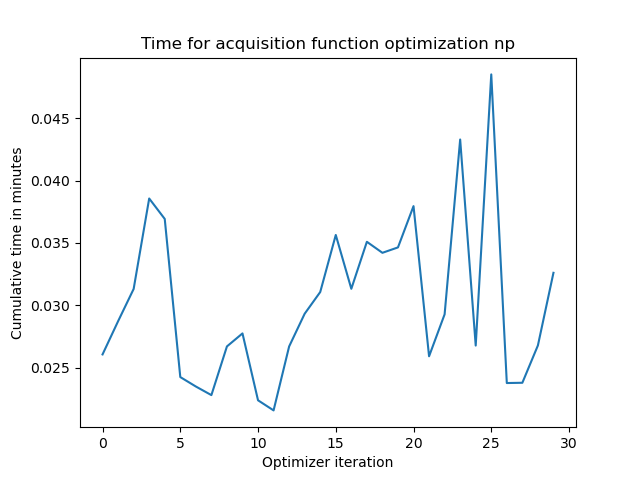 Time for acquisition function optimization np
Cumulative time in minutes
0.045
0.040
0.035
0.030
0.025
0 5 10 15 20 25 30
Optimizer iteration